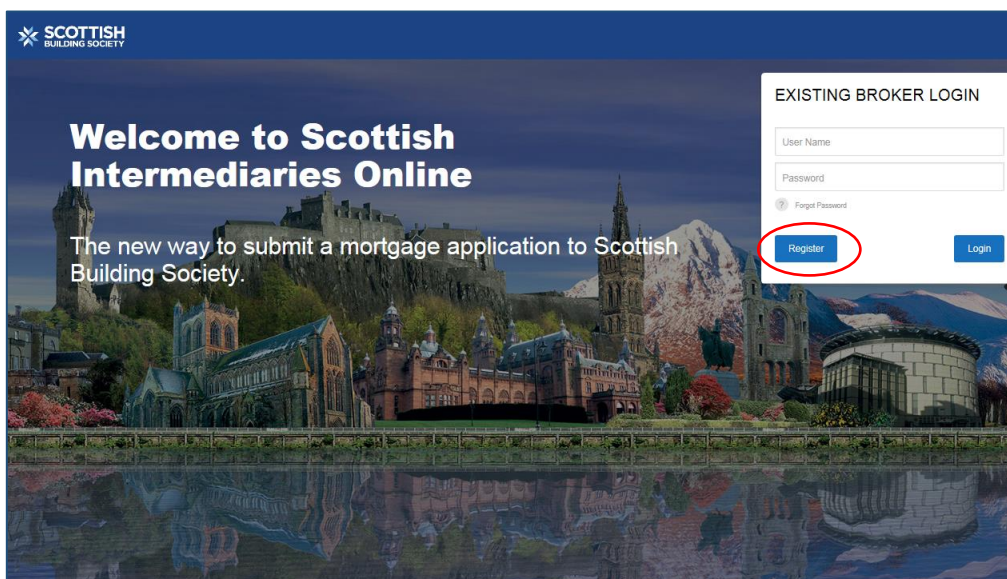 SCOTTISH
BUILDING SOCIETY
EXISTING BROKER LOGIN
Welcome to Scottish
Intermediaries Online
The new way to submit a mortgage application to Scottish
Building Society.
User Name
Password
? Forgot Password
Register
Login